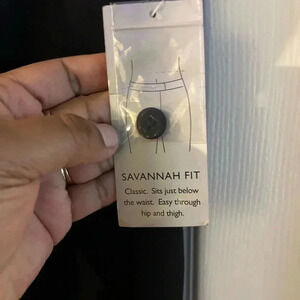 SAVANNAH FIT
Classic. Sits just below
the waist. Easy through
hip and thigh.